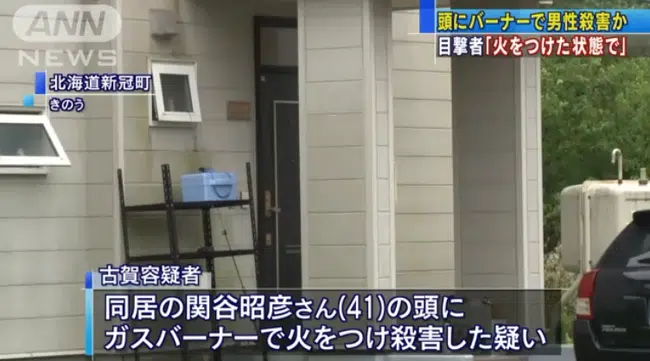 ANN
NEWS
頭にバーナーで男性殺害か
目撃者｢火をつけた状態で｣
北海道新冠町
きのう
古賀容疑者
同居の関谷昭彦さん(41)の頭に
ガスバーナーで火をつけ殺害した疑い